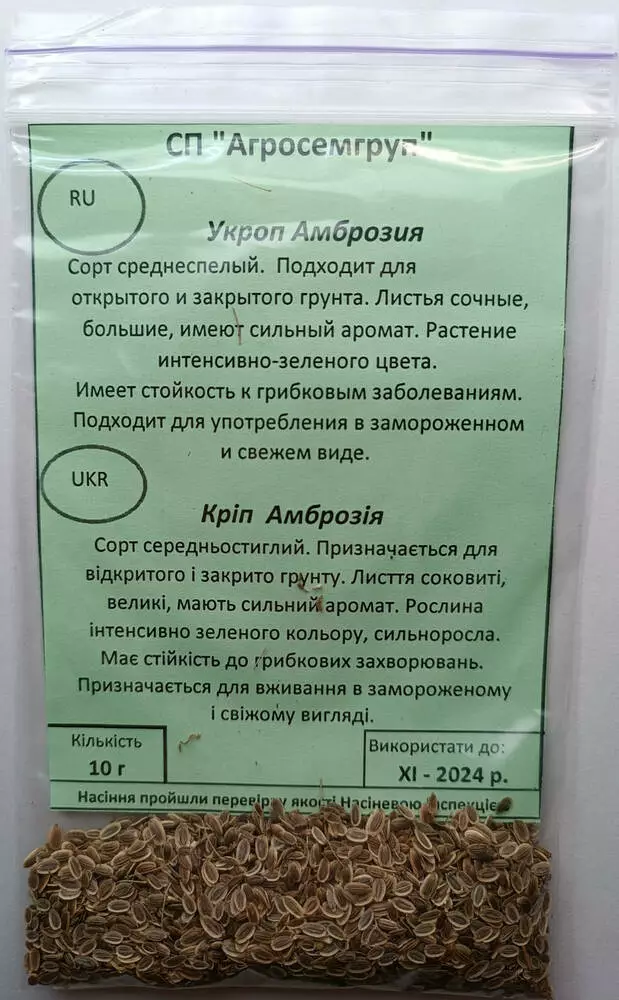 СП "Агросемгруп"
RU
Укроп Амброзия
Сорт среднеспелый. Подходит для
открытого и закрытого грунта. Листья сочные,
большие, имеют сильный аромат. Растение
интенсивно-зеленого цвета.
Имеет стойкость к грибковым заболеваниям.
Подходит для употребления в замороженном
и свежем виде.
UKR
Кріп Амброзія
Сорт середньостиглий. Призначається для
відкритого і закрито грунту. Листя соковиті,
великі, мають сильний аромат. Рослина
інтенсивно зеленого кольору, сильноросла.
Має стійкість до грибкових захворювань.
Призначається для вживання в замороженому
і свіжому вигляді.
Кількість
10 г
Використати до:
XI - 2024 р.
Насіння пройшли перевірку якості Насіневою інспекцією